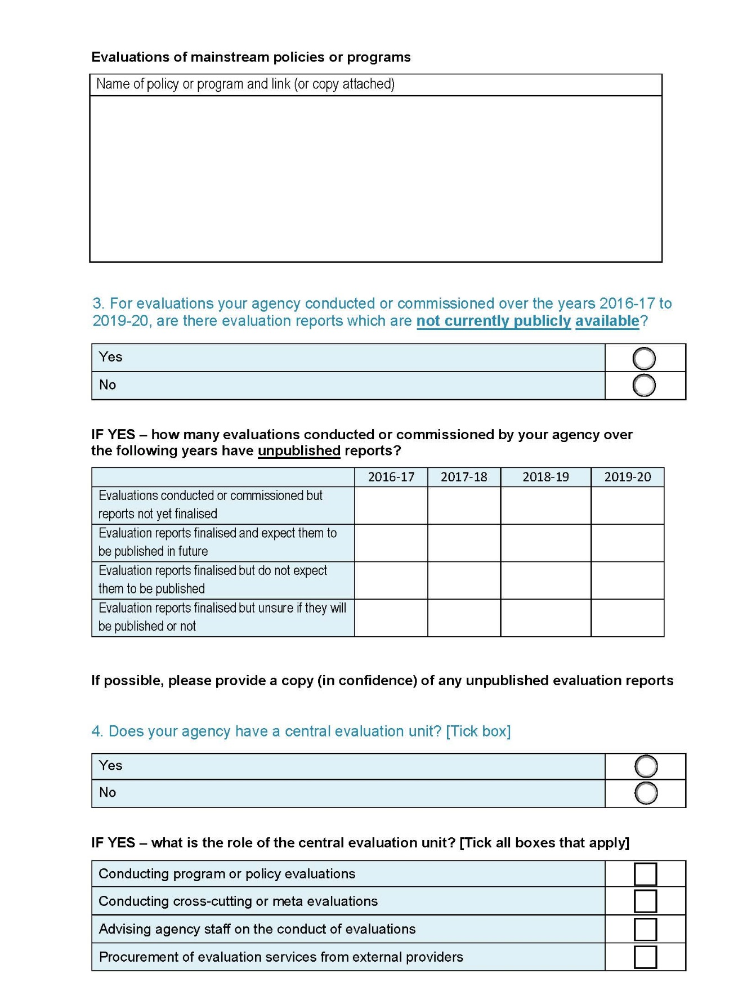 Evaluations of mainstream policies or programs
Name of policy or program and link (or copy attached)
3. For evaluations your agency conducted or commissioned over the years 2016-17 to
2019-20, are there evaluation reports which are not currently publicly available?
Yes
No
IF YES – how many evaluations conducted or commissioned by your agency over
the following years have unpublished reports?
2016-17 2017-18 2018-19 2019-20
Evaluations conducted or commissioned but
reports not yet finalised
Evaluation reports finalised and expect them to
be published in future
Evaluation reports finalised but do not expect
them to be published
Evaluation reports finalised but unsure if they will
be published or not
If possible, please provide a copy (in confidence) of any unpublished evaluation reports
4. Does your agency have a central evaluation unit? [Tick box]
Yes
No
IF YES – what is the role of the central evaluation unit? [Tick all boxes that apply]
Conducting program or policy evaluations
Conducting cross-cutting or meta evaluations
Advising agency staff on the conduct of evaluations
Procurement of evaluation services from external providers